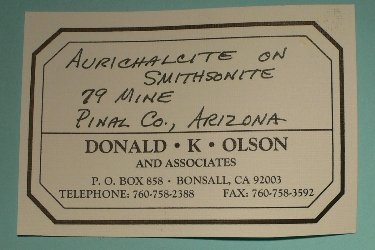 AURICHALCITE ON
SMITHSONITE
79 MINE
PINAL CO., ARIZONA
DONALD · K · OLSON
AND ASSOCIATES
P. O. BOX 858 · BONSALL, CA 92003
TELEPHONE: 760-758-2388 FAX: 760-758-3592